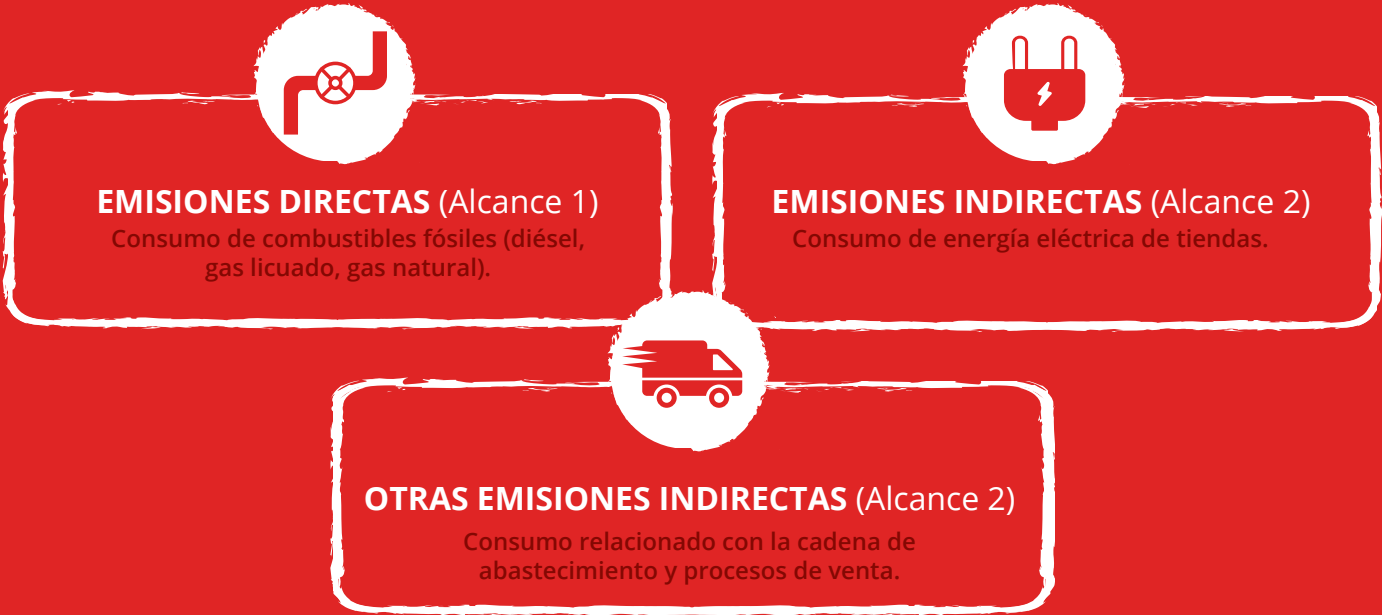 EMISIONES DIRECTAS (Alcance 1)
Consumo de combustibles fósiles (diésel,
gas licuado, gas natural).
EMISIONES INDIRECTAS (Alcance 2)
Consumo de energía eléctrica de tiendas.
OTRAS EMISIONES INDIRECTAS (Alcance 2)
Consumo relacionado con la cadena de
abastecimiento y procesos de venta.